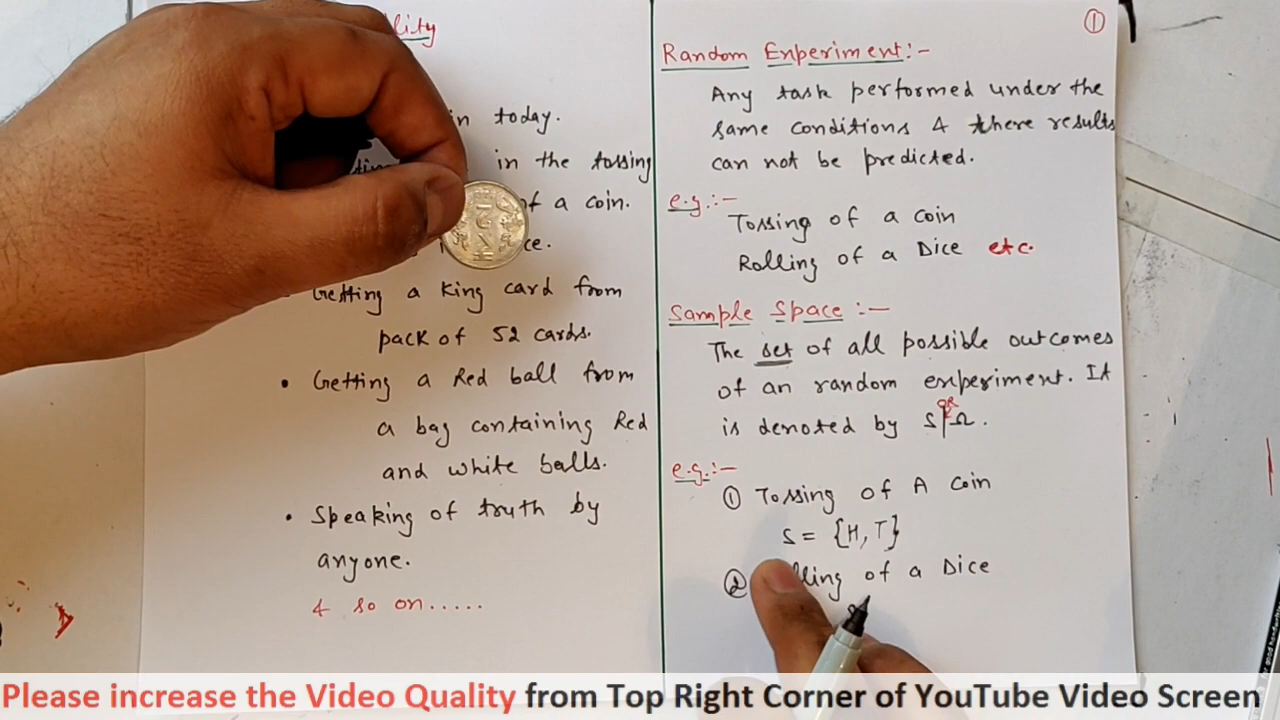 lity
in today.
in the tossing
of a coin.
ce.
Getting a King card from
pack of 52 cards.
• Getting a Red ball from
a bag containing Red
and white balls.
• Speaking of truth by
anyone.
& so on.....
①
Random Enperiment:-
Any task performed under the
same conditions & there results
can not be predicted.
e.g.:-
Tossing of a coin
Rolling of a Dice etc.
Sample Space :-
The set of all possible outcomes
of an random enperiment. It
is denoted by S|Ω.
OR
e.g.:-
① Tossing of A Coin
S = {H,T}
② lling of a Dice
Please increase the Video Quality from Top Right Corner of YouTube Video Screen